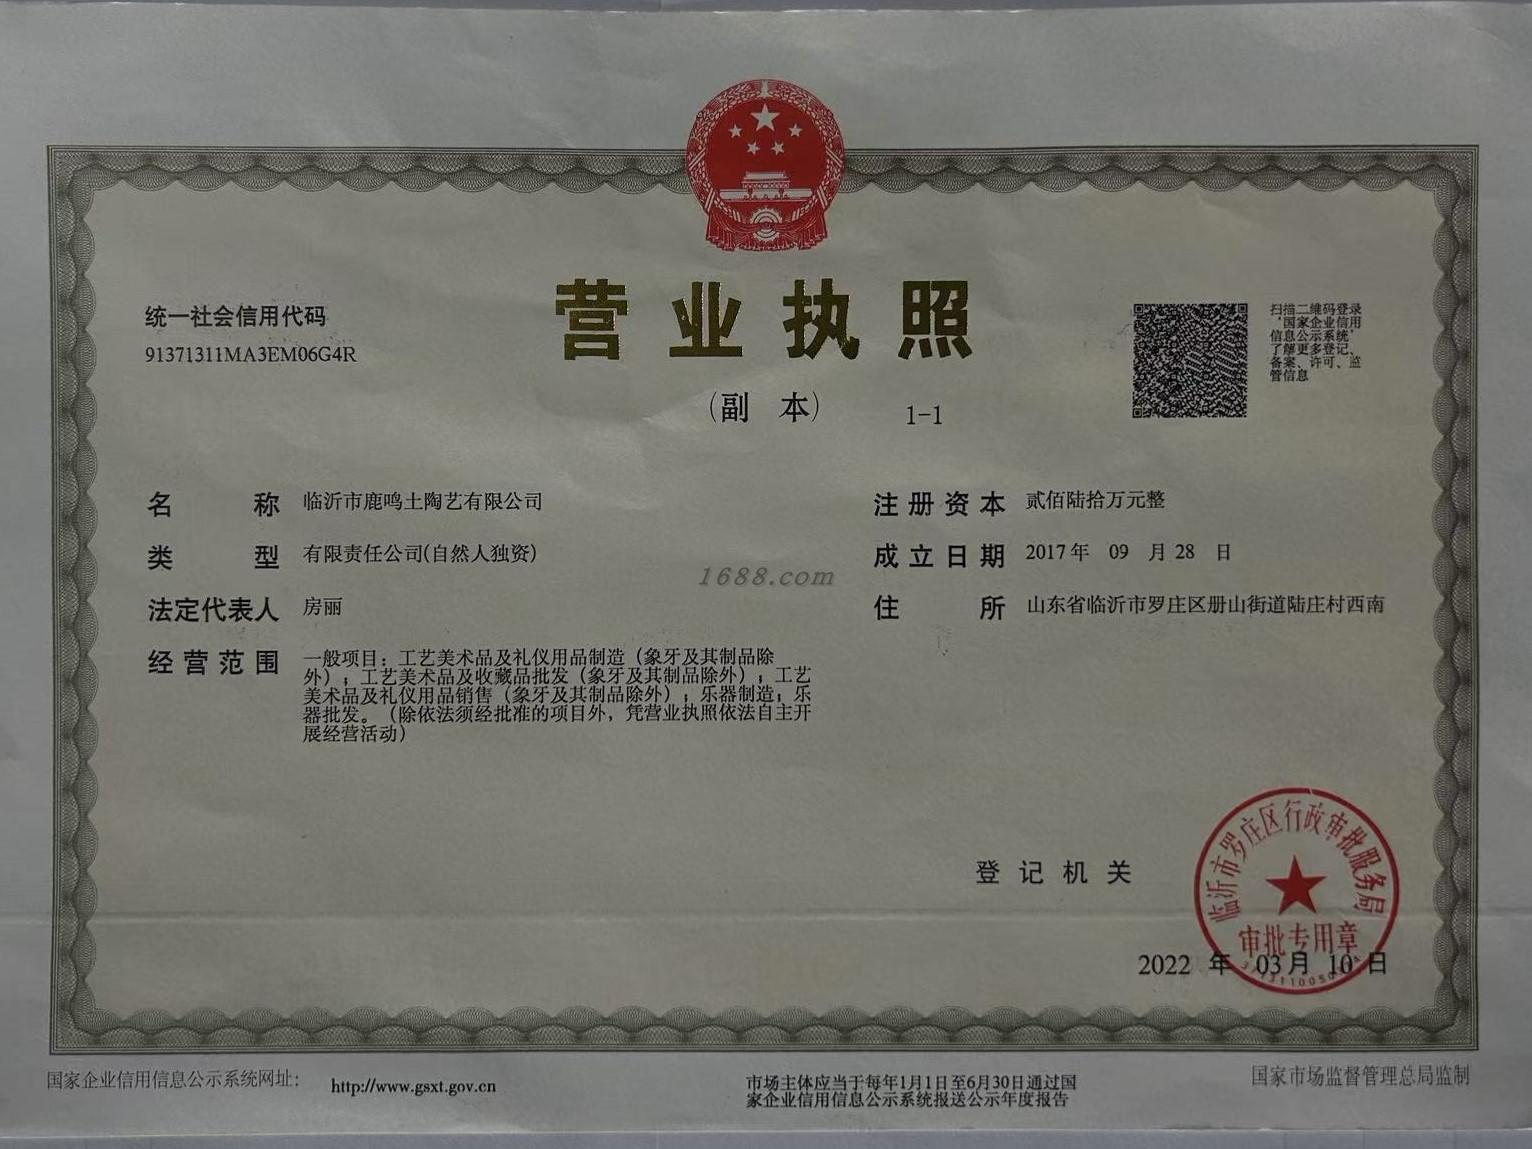 营业执照
(副 本) 1-1
统一社会信用代码
91371311MA3EM06G4R
扫描二维码登录
‘国家企业信用
信息公示系统’
了解更多登记、
备案、许可、监
管信息
名 称 临沂市鹿鸣土陶艺有限公司
类 型 有限责任公司(自然人独资)
法定代表人 房丽
经营范围 一般项目：工艺美术品及礼仪用品制造（象牙及其制品除
外）；工艺美术品及收藏品批发（象牙及其制品除外）；工艺
美术品及礼仪用品销售（象牙及其制品除外）；乐器制造；乐
器批发。（除依法须经批准的项目外，凭营业执照依法自主开
展经营活动）
注册资本 贰佰陆拾万元整
成立日期 2017年 09 月 28 日
住 所 山东省临沂市罗庄区册山街道陆庄村西南
1688.com
登记机关
临沂市罗庄区行政审批服务局
审批专用章
2022 年 03月 10 日
国家企业信用信息公示系统网址： http://www.gsxt.gov.cn
市场主体应当于每年1月1日至6月30日通过国
家企业信用信息公示系统报送公示年度报告
国家市场监督管理总局监制